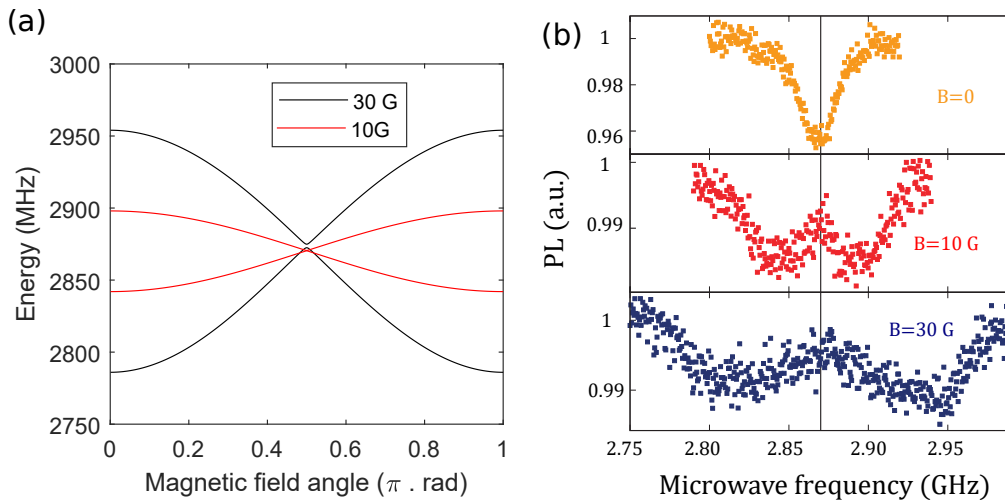 (a)
3000
2950
2900
2850
2800
2750
Energy (MHz)
30 G
10G
0
0.2
0.4
0.6
0.8
1
Magnetic field angle (π . rad)
(b)
1
0.98
0.96
B=0
1
0.99
B=10 G
1
0.99
B=30 G
PL (a.u.)
2.75
2.80
2.85
2.90
2.95
Microwave frequency (GHz)